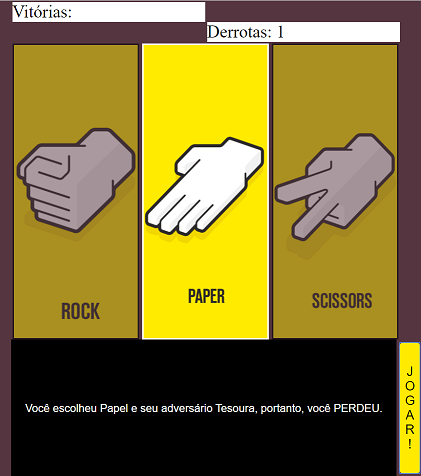 Vitórias:
Derrotas: 1
ROCK
PAPER
SCISSORS
Você escolheu Papel e seu adversário Tesoura, portanto, você PERDEU.
JOGAR!